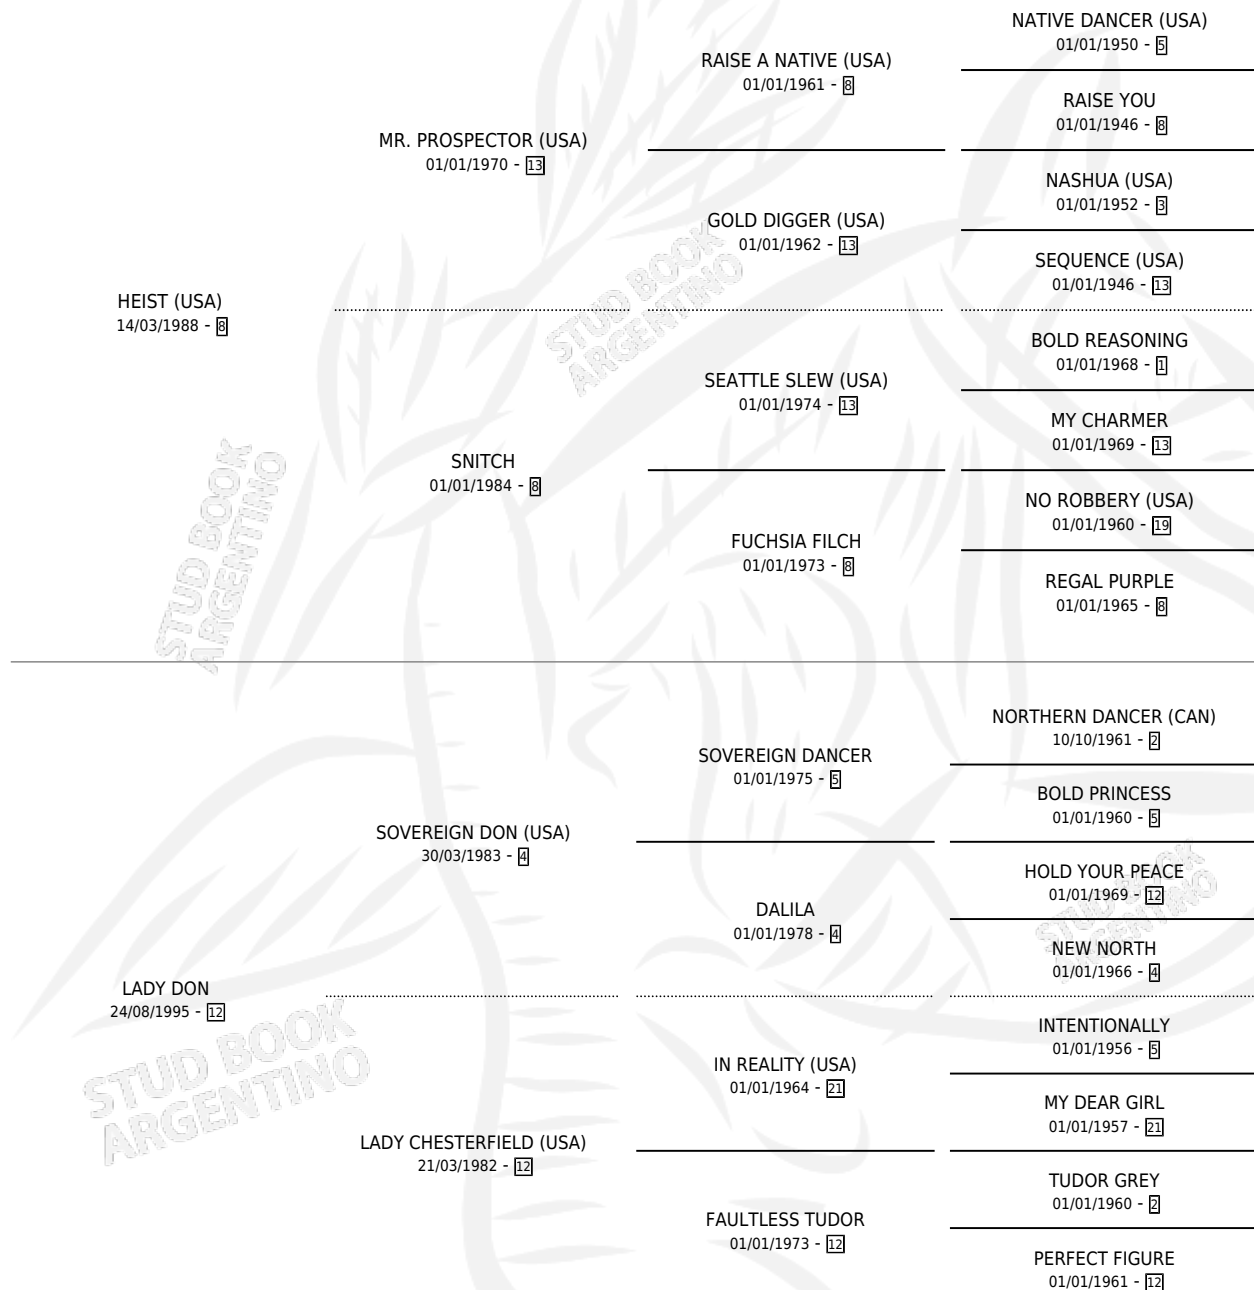 NATIVE DANCER (USA)
01/01/1950 - 5
RAISE A NATIVE (USA)
01/01/1961 - 8
RAISE YOU
01/01/1946 - 8
MR. PROSPECTOR (USA)
01/01/1970 - 13
NASHUA (USA)
01/01/1952 - 3
GOLD DIGGER (USA)
01/01/1962 - 13
SEQUENCE (USA)
01/01/1946 - 13
HEIST (USA)
14/03/1988 - 8
BOLD REASONING
01/01/1968 - 1
SEATTLE SLEW (USA)
01/01/1974 - 13
MY CHARMER
01/01/1969 - 13
SNITCH
01/01/1984 - 8
NO ROBBERY (USA)
01/01/1960 - 19
FUCHSIA FILCH
01/01/1973 - 8
REGAL PURPLE
01/01/1965 - 8
NORTHERN DANCER (CAN)
10/10/1961 - 2
SOVEREIGN DANCER
01/01/1975 - 5
BOLD PRINCESS
01/01/1960 - 5
SOVEREIGN DON (USA)
30/03/1983 - 4
HOLD YOUR PEACE
01/01/1969 - 12
DALILA
01/01/1978 - 4
NEW NORTH
01/01/1966 - 4
LADY DON
24/08/1995 - 12
INTENTIONALLY
01/01/1956 - 5
IN REALITY (USA)
01/01/1964 - 21
MY DEAR GIRL
01/01/1957 - 21
LADY CHESTERFIELD (USA)
21/03/1982 - 12
TUDOR GREY
01/01/1960 - 2
FAULTLESS TUDOR
01/01/1973 - 12
PERFECT FIGURE
01/01/1961 - 12
STUD BOOK
ARGENTINO
STUD BOOK
ARGENTINO
STUD BOOK
ARGENTINO
STUD BOOK
ARGENTINO